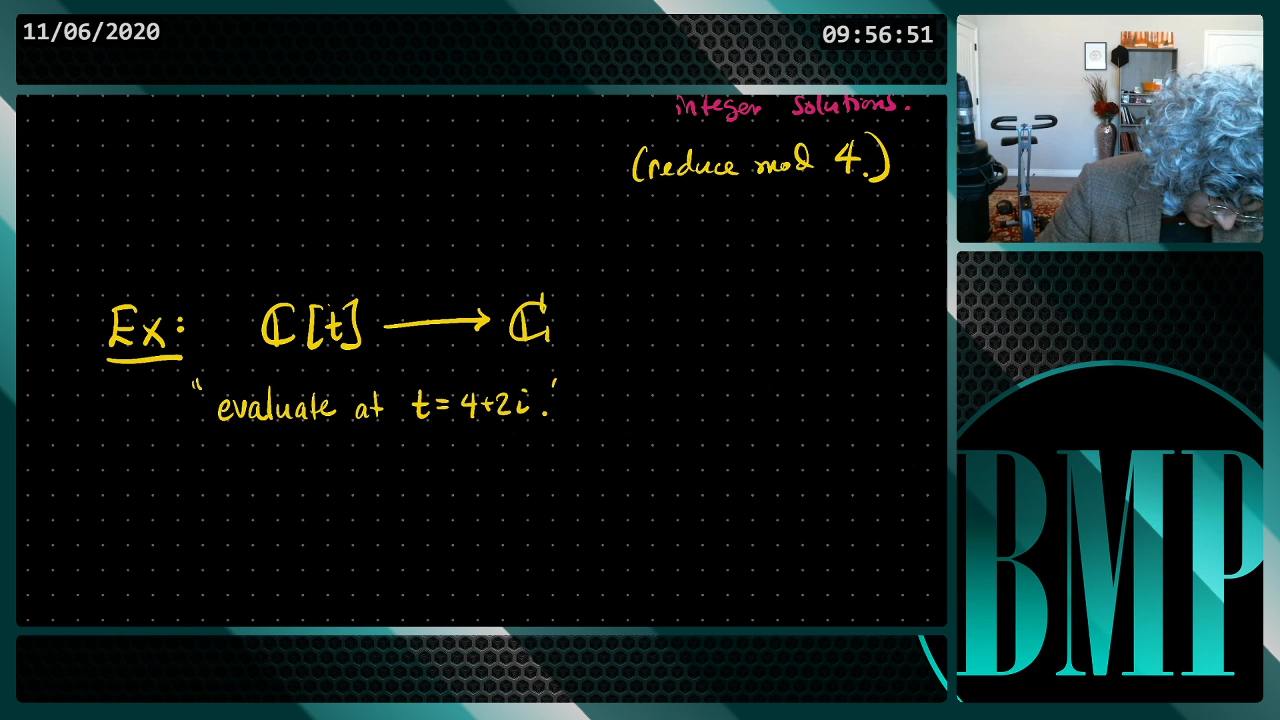 11/06/2020
09:56:51
integer solutions.
(reduce mod 4.)
Ex: ℂ[t] ⟶ ℂ
"evaluate at t=4+2i.'
BMP